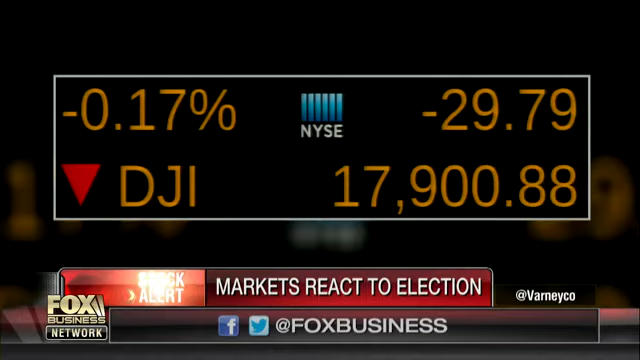 -0.17% NYSE -29.79
DJI 17,900.88
ALERT MARKETS REACT TO ELECTION
@Varneyco
FOX
BUSINESS
NETWORK
@FOXBUSINESS